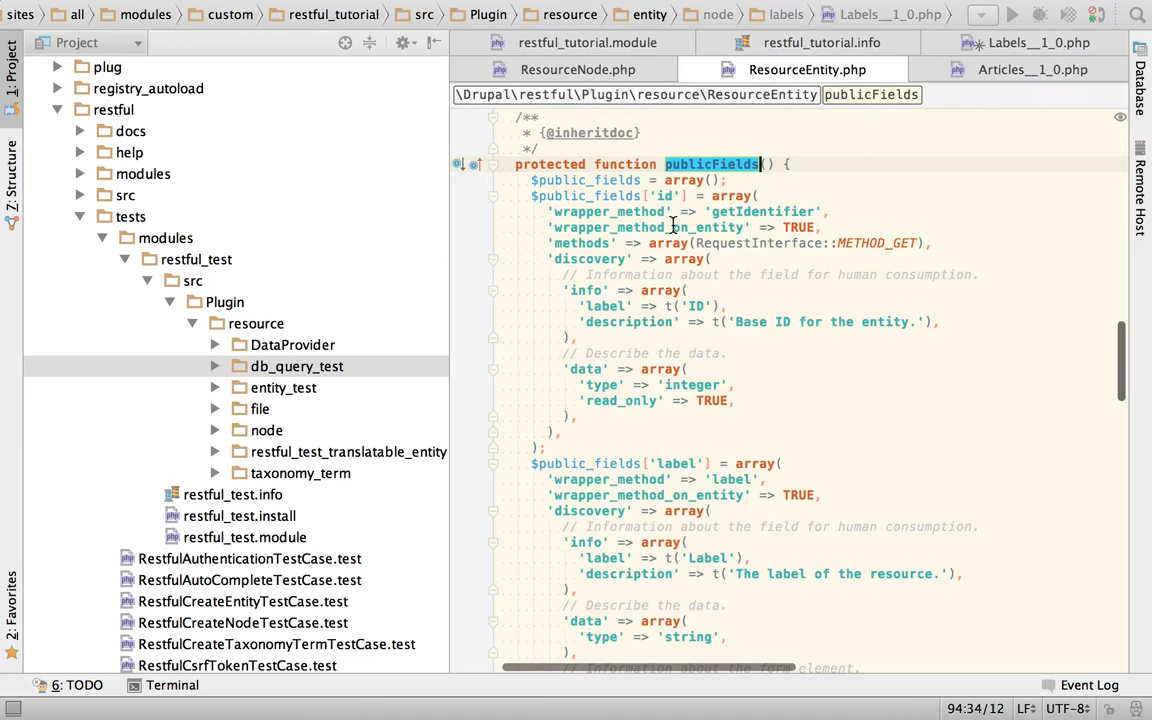 sites all modules custom restful_tutorial src Plugin resource entity node labels Labels__1_0.php
Project
restful_tutorial.module restful_tutorial.info Labels__1_0.php
ResourceNode.php ResourceEntity.php Articles__1_0.php
\Drupal\restful\Plugin\resource\ResourceEntity publicFields
1: Project
Z: Structure
2: Favorites
plug
registry_autoload
restful
docs
help
modules
src
tests
modules
restful_test
src
Plugin
resource
DataProvider
db_query_test
entity_test
file
node
restful_test_translatable_entity
taxonomy_term
restful_test.info
restful_test.install
restful_test.module
RestfulAuthenticationTestCase.test
RestfulAutoCompleteTestCase.test
RestfulCreateEntityTestCase.test
RestfulCreateNodeTestCase.test
RestfulCreateTaxonomyTermTestCase.test
RestfulCsrfTokenTestCase.test
/**
* {@inheritdoc}
*/
protected function publicFields() {
$public_fields = array();
$public_fields['id'] = array(
'wrapper_method' => 'getIdentifier',
'wrapper_method_on_entity' => TRUE,
'methods' => array(RequestInterface::METHOD_GET),
'discovery' => array(
// Information about the field for human consumption.
'info' => array(
'label' => t('ID'),
'description' => t('Base ID for the entity.'),
),
// Describe the data.
'data' => array(
'type' => 'integer',
'read_only' => TRUE,
),
),
);
$public_fields['label'] = array(
'wrapper_method' => 'label',
'wrapper_method_on_entity' => TRUE,
'discovery' => array(
// Information about the field for human consumption.
'info' => array(
'label' => t('Label'),
'description' => t('The label of the resource.'),
),
// Describe the data.
'data' => array(
'type' => 'string',
),
// Information about the form element.
Database
Remote Host
6: TODO Terminal Event Log
94:34/12 LF UTF-8